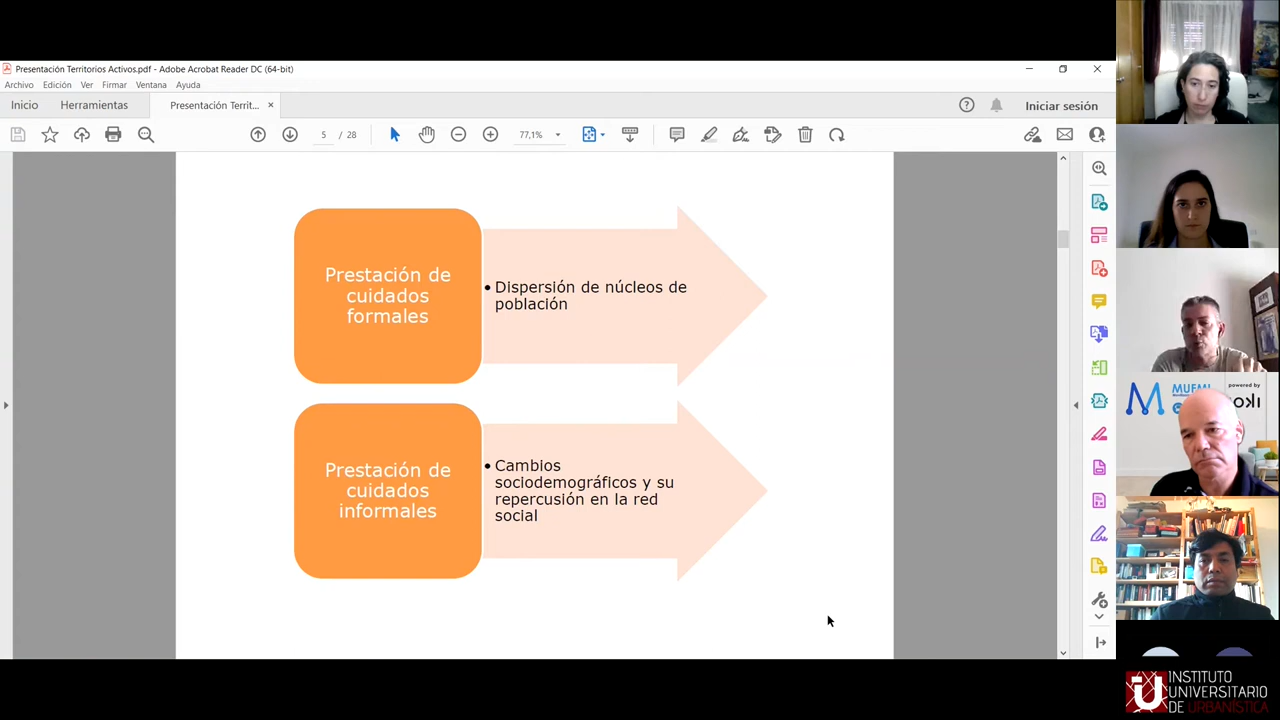 Presentación Territorios Activos.pdf - Adobe Acrobat Reader DC (64-bit)
Archivo Edición Ver Firmar Ventana Ayuda
Inicio Herramientas Presentación Territ... Iniciar sesión
5 / 28 77,1%
Prestación de
cuidados
formales
• Dispersión de núcleos de
población
Prestación de
cuidados
informales
• Cambios
sociodemográficos y su
repercusión en la red
social
powered by
INSTITUTO
UNIVERSITARIO
DE URBANÍSTICA